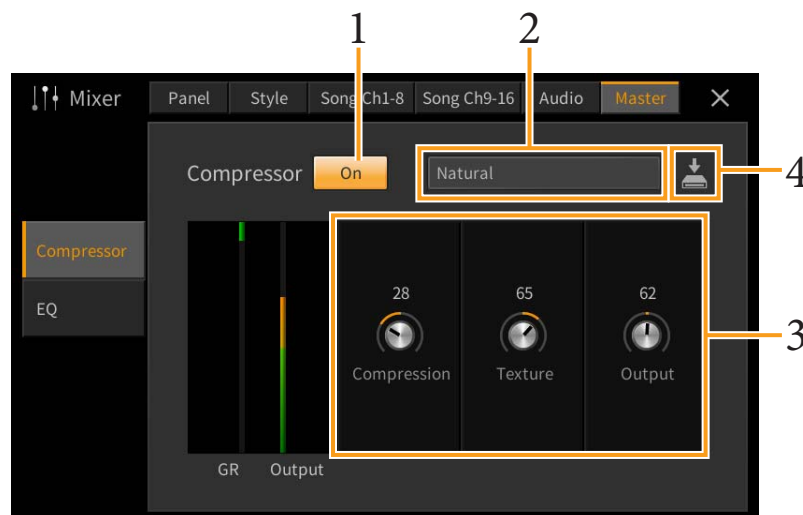 1
2
Mixer
Panel
Style
Song Ch1-8
Song Ch9-16
Audio
Master
Compressor
On
Natural
4
Compressor
EQ
28
65
62
3
Compression
Texture
Output
GR
Output